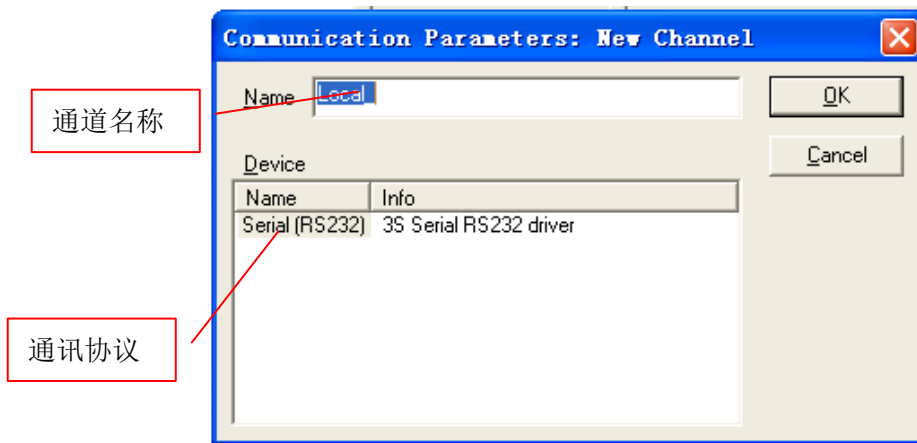 Communication Parameters: New Channel
Name Local
OK
通道名称
Cancel
Device
Name Info
Serial (RS232) 3S Serial RS232 driver
通讯协议